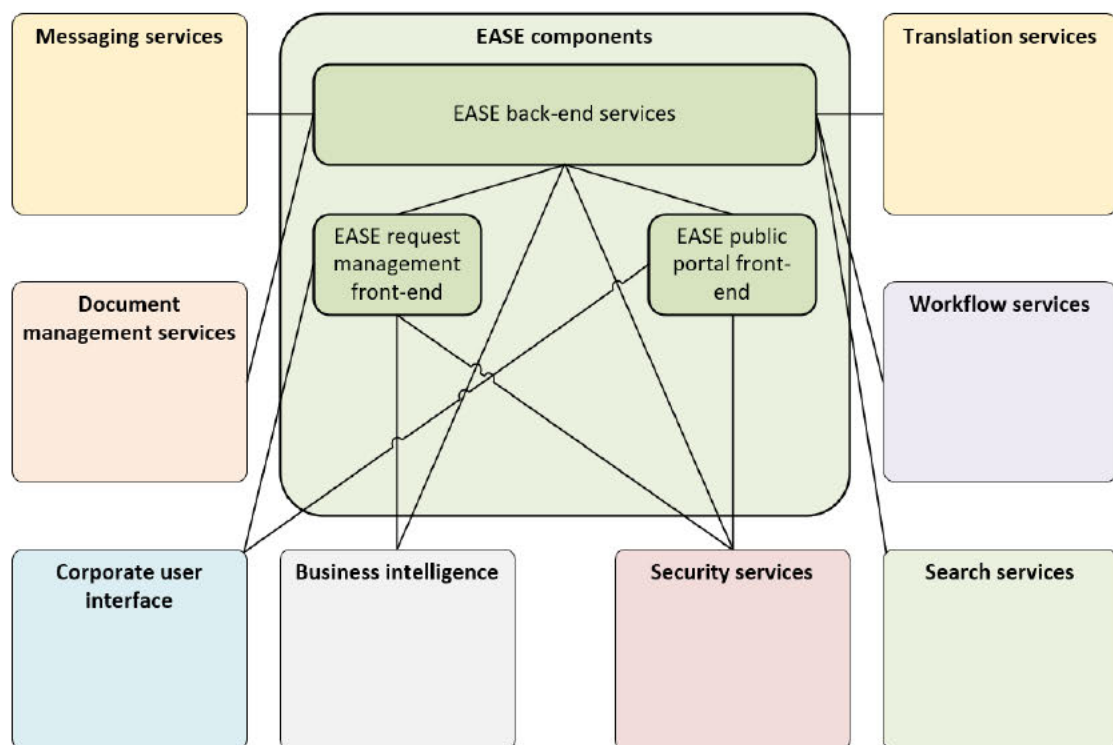 Messaging services
EASE components
Translation services
EASE back-end services
EASE request
management
front-end
EASE public
portal front-
end
Document
management services
Workflow services
Corporate user
interface
Business intelligence
Security services
Search services